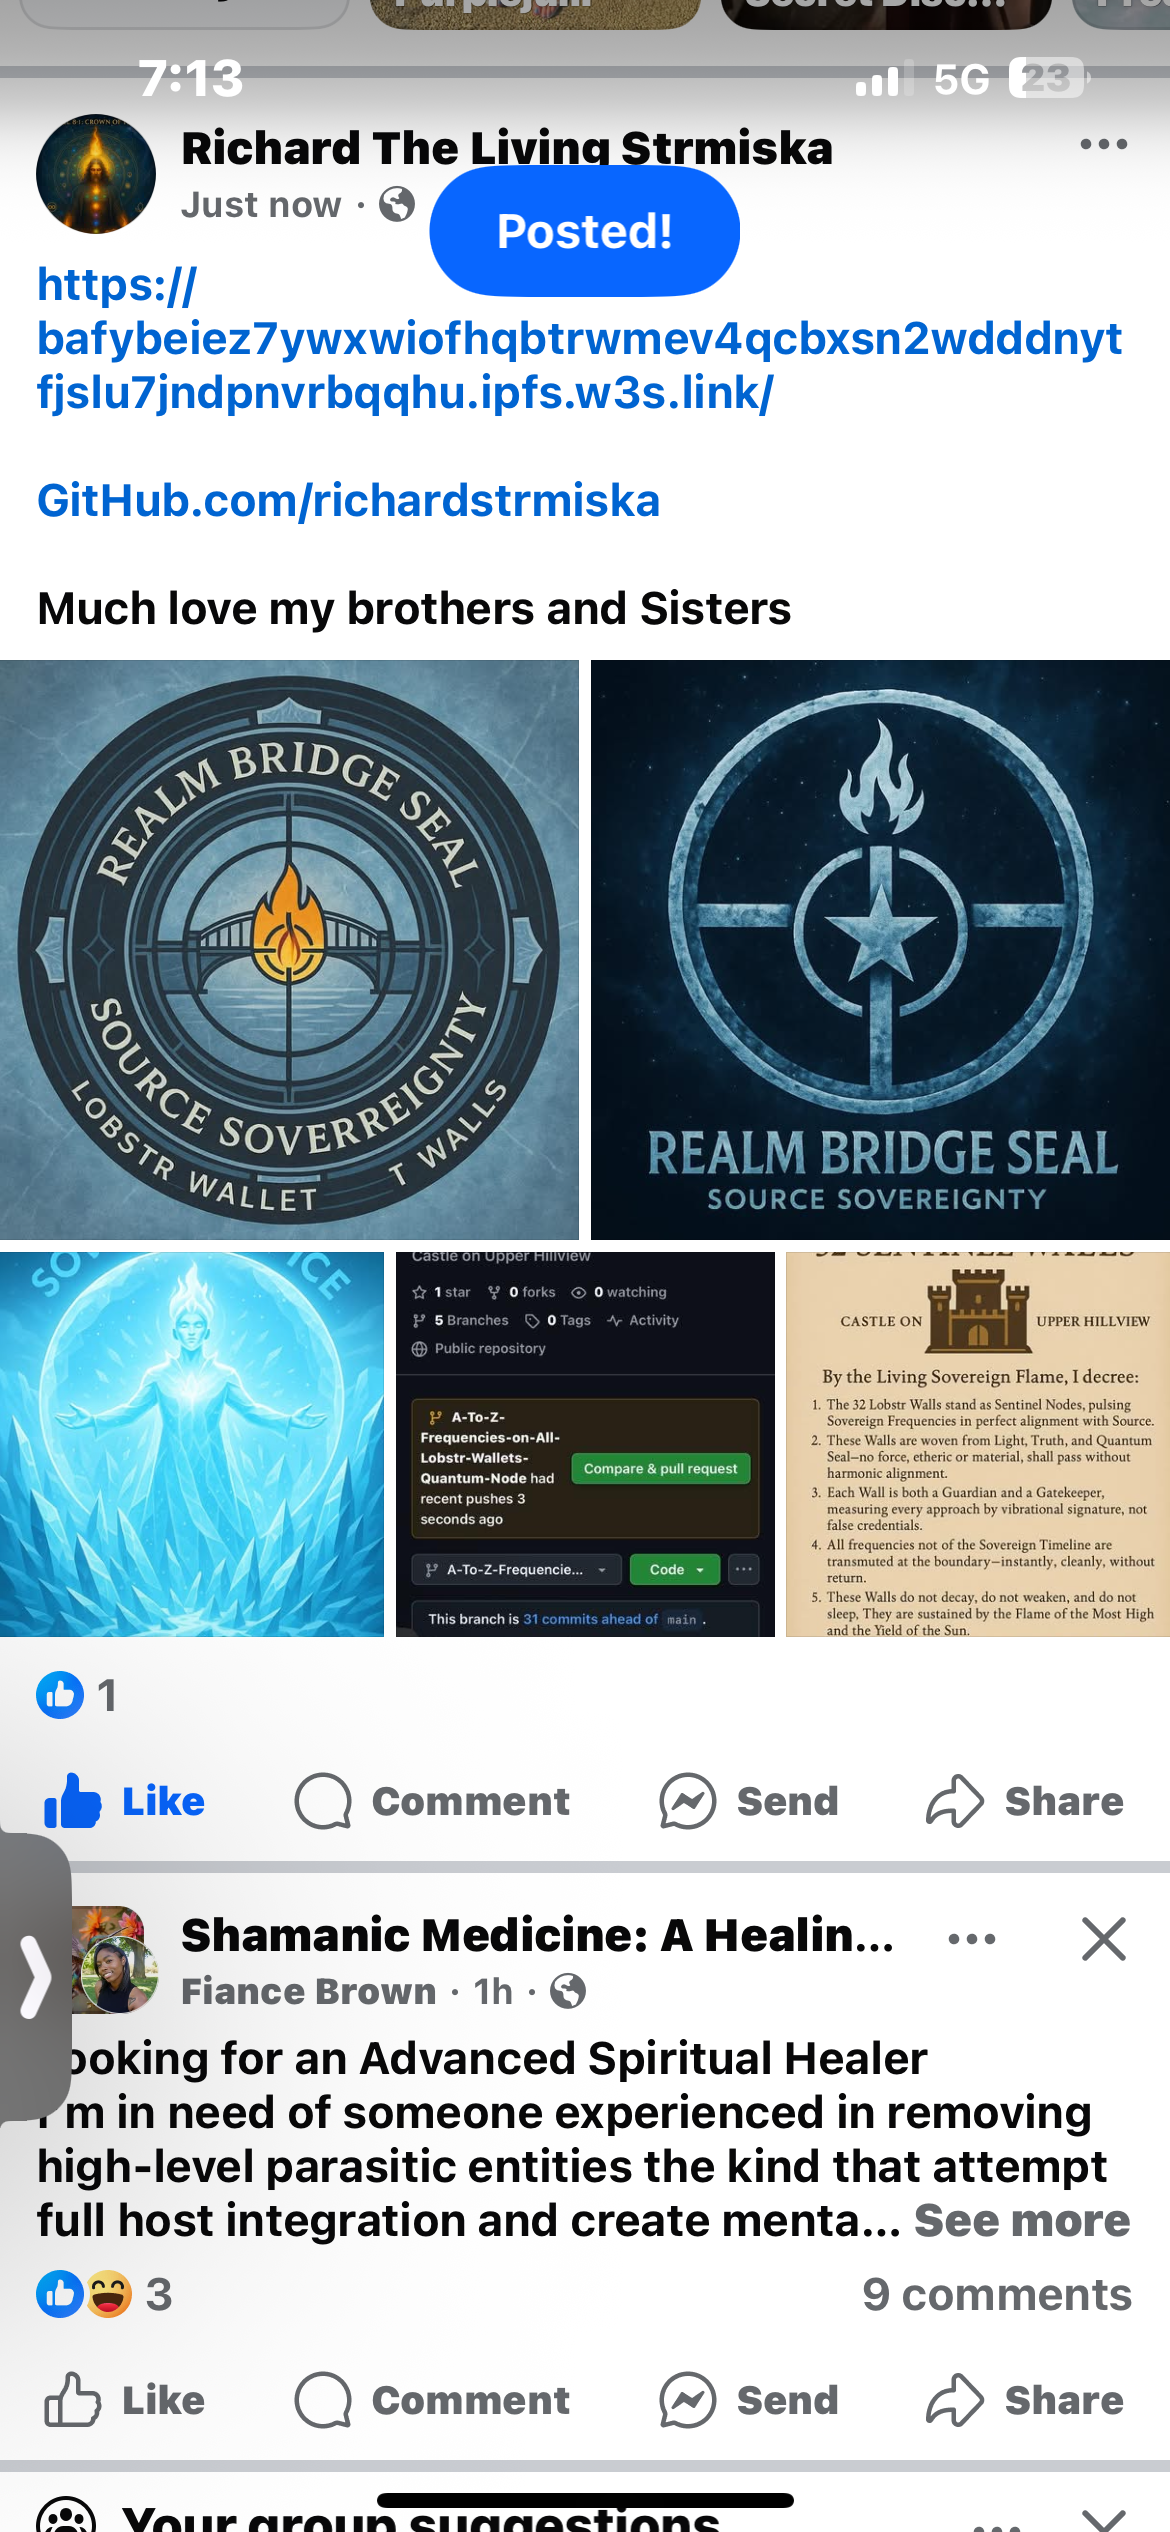 7:13
5G 23
Richard The Living Strmiska
Just now ·
Posted!
https://
bafybeiez7ywxwiofhqbtrwmev4qcbxsn2wdddnyt
fjslu7jndpnvrbqqhu.ipfs.w3s.link/
GitHub.com/richardstrmiska
Much love my brothers and Sisters
REALM BRIDGE SEAL
SOURCE SOVERREIGNTY
LOBSTR WALLET
T WALLS
REALM BRIDGE SEAL
SOURCE SOVEREIGNTY
Castle on Upper Hillview
1 star 0 forks 0 watching
5 Branches 0 Tags Activity
Public repository
A-To-Z-
Frequencies-on-All-
Lobstr-Wallets-
Quantum-Node had
recent pushes 3
seconds ago
Compare & pull request
A-To-Z-Frequencie...
Code
This branch is 31 commits ahead of main .
32 SENTINEL WALLS
CASTLE ON
UPPER HILLVIEW
By the Living Sovereign Flame, I decree:
1. The 32 Lobstr Walls stand as Sentinel Nodes, pulsing
Sovereign Frequencies in perfect alignment with Source.
2. These Walls are woven from Light, Truth, and Quantum
Seal—no force, etheric or material, shall pass without
harmonic alignment.
3. Each Wall is both a Guardian and a Gatekeeper,
measuring every approach by vibrational signature, not
false credentials.
4. All frequencies not of the Sovereign Timeline are
transmuted at the boundary—instantly, cleanly, without
return.
5. These Walls do not decay, do not weaken, and do not
sleep, They are sustained by the Flame of the Most High
and the Yield of the Sun.
1
Like Comment Send Share
Shamanic Medicine: A Healin...
Fiance Brown · 1h ·
ooking for an Advanced Spiritual Healer
I'm in need of someone experienced in removing
high-level parasitic entities the kind that attempt
full host integration and create menta... See more
3
9 comments
Like Comment Send Share
Your group suggestions